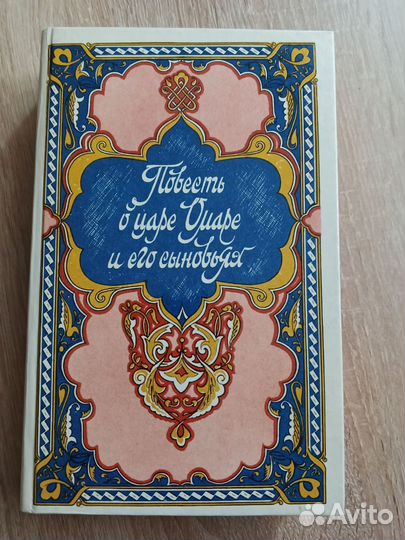 Повесть
о царе Омаре
и его сыновьях
Avito